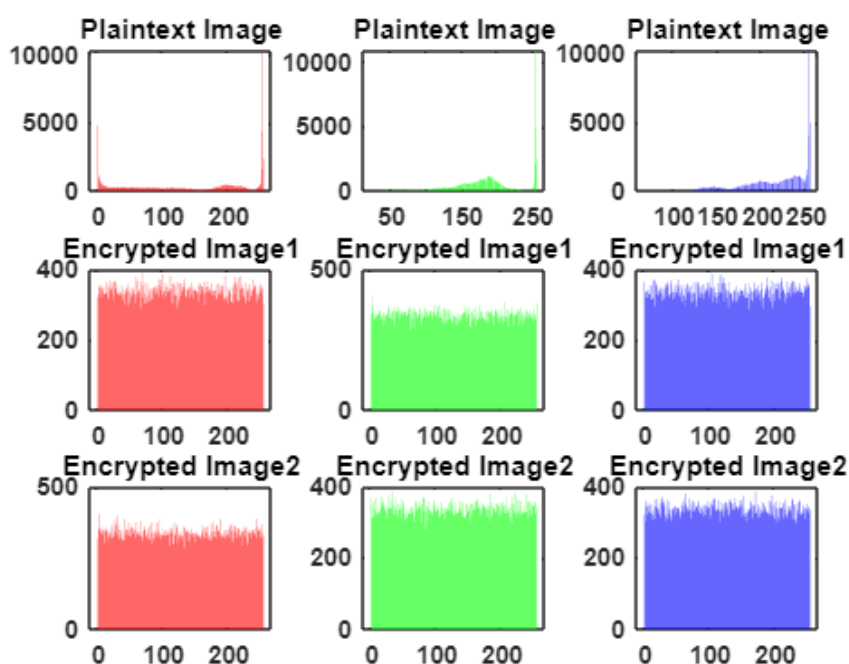 Plaintext Image Plaintext Image Plaintext Image
10000 10000 10000
5000 5000 5000
0 0 0
0 100 200 50 150 250 100 150 200 250
Encrypted Image1 Encrypted Image1 Encrypted Image1
400 500 400
200 200
0 0 0
0 100 200 0 100 200 0 100 200
Encrypted Image2 Encrypted Image2 Encrypted Image2
500 400 400
200 200
0 0 0
0 100 200 0 100 200 0 100 200